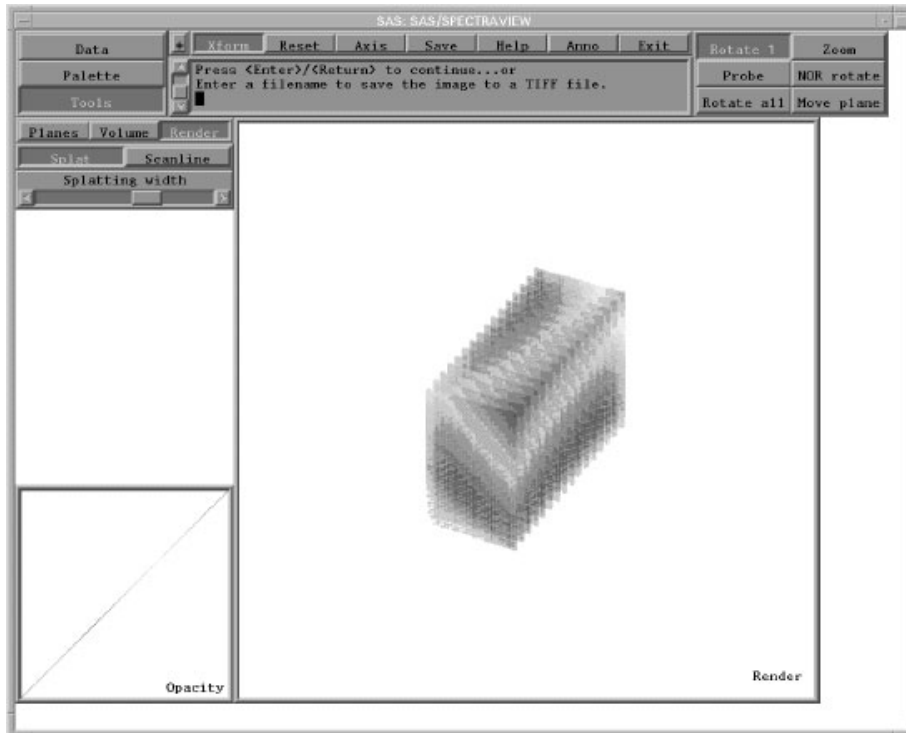 SAS: SAS/SPECTRAVIEW
Data
Palette
Tools
Xform Reset Axis Save Help Anno Exit
Press <Enter>/<Return> to continue...or
Enter a filename to save the image to a TIFF file.
Rotate 1 Zoom
Probe NOR rotate
Rotate all Move plane
Planes Volume Render
Splat Scanline
Splatting width
Opacity
Render